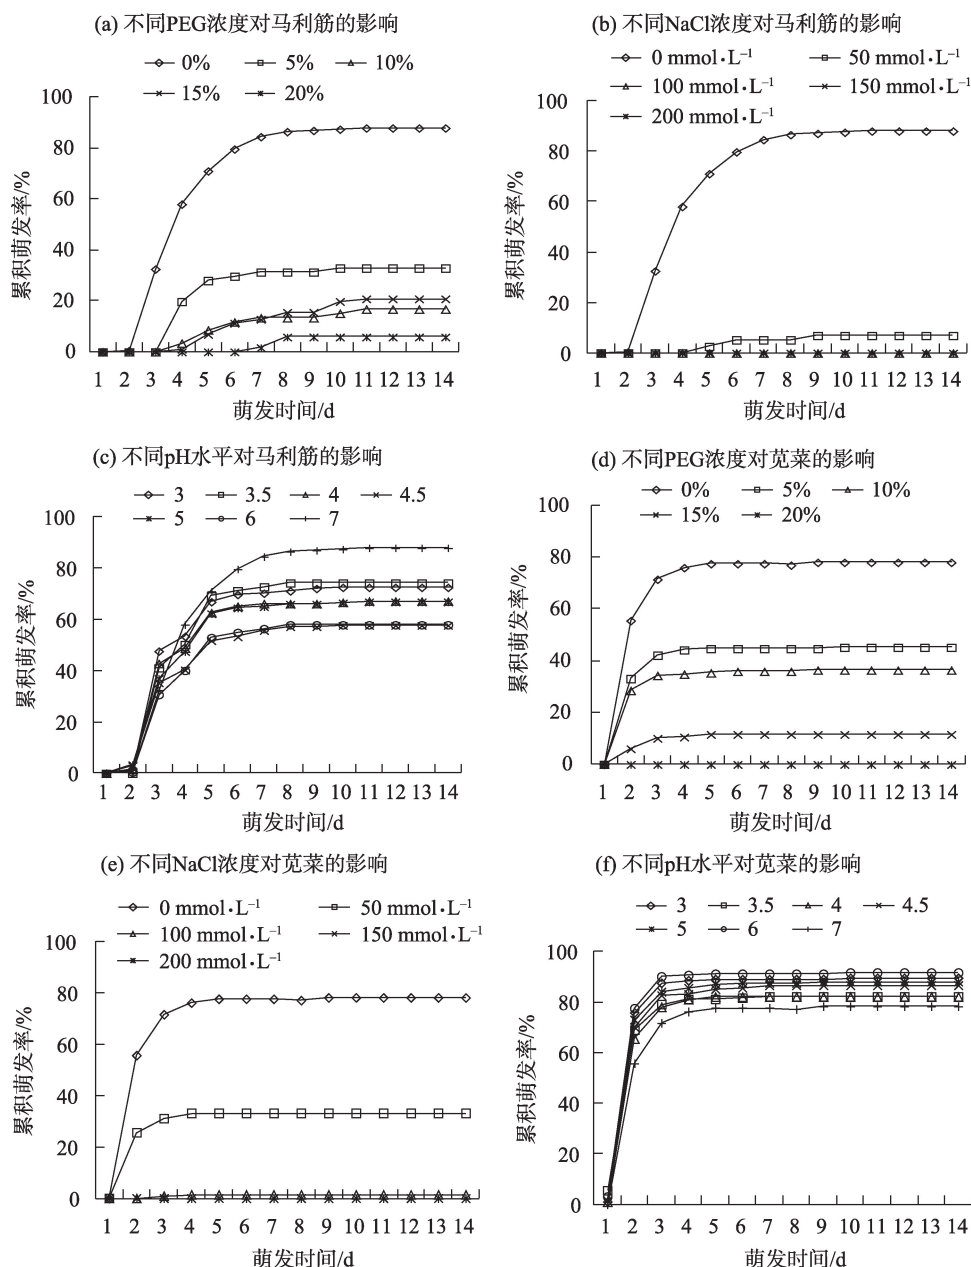 (a) 不同PEG浓度对马利筋的影响
0% 5% 10%
15% 20%
100
80
60
40
20
0
累积萌发率/%
1 2 3 4 5 6 7 8 9 10 11 12 13 14
萌发时间/d
(b) 不同NaCl浓度对马利筋的影响
0 mmol·L⁻¹ 50 mmol·L⁻¹
100 mmol·L⁻¹ 150 mmol·L⁻¹
200 mmol·L⁻¹
100
80
60
40
20
0
累积萌发率/%
1 2 3 4 5 6 7 8 9 10 11 12 13 14
萌发时间/d
(c) 不同pH水平对马利筋的影响
3 3.5 4 4.5
5 6 7
100
80
60
40
20
0
累积萌发率/%
1 2 3 4 5 6 7 8 9 10 11 12 13 14
萌发时间/d
(d) 不同PEG浓度对苋菜的影响
0% 5% 10%
15% 20%
100
80
60
40
20
0
累积萌发率/%
1 2 3 4 5 6 7 8 9 10 11 12 13 14
萌发时间/d
(e) 不同NaCl浓度对苋菜的影响
0 mmol·L⁻¹ 50 mmol·L⁻¹
100 mmol·L⁻¹ 150 mmol·L⁻¹
200 mmol·L⁻¹
100
80
60
40
20
0
累积萌发率/%
1 2 3 4 5 6 7 8 9 10 11 12 13 14
萌发时间/d
(f) 不同pH水平对苋菜的影响
3 3.5 4 4.5
5 6 7
100
80
60
40
20
0
累积萌发率/%
1 2 3 4 5 6 7 8 9 10 11 12 13 14
萌发时间/d